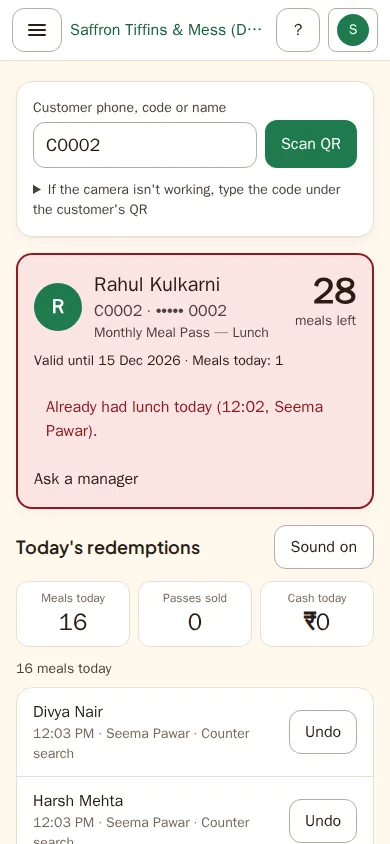 Saffron Tiffins & Mess (D···
?
S
Customer phone, code or name
C0002
Scan QR
▶ If the camera isn't working, type the code under
the customer's QR
R
Rahul Kulkarni
28
C0002 · ••••• 0002
meals left
Monthly Meal Pass — Lunch
Valid until 15 Dec 2026 · Meals today: 1
Already had lunch today (12:02, Seema
Pawar).
Ask a manager
Today's redemptions
Sound on
Meals today
Passes sold
Cash today
16
0
₹0
16 meals today
Divya Nair
12:03 PM · Seema Pawar · Counter
search
Undo
Harsh Mehta
12:03 PM · Seema Pawar · Counter
search
Undo